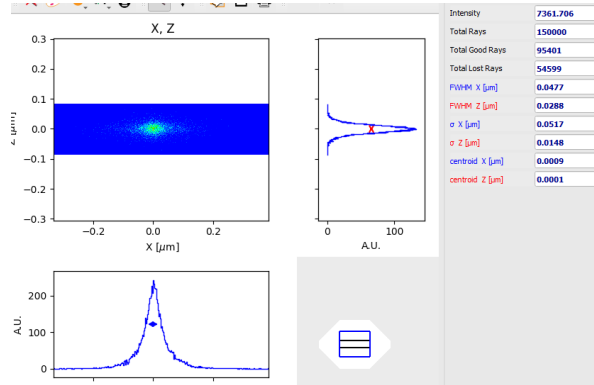 X, Z
0.3
0.2
0.1
0.0
−0.1
−0.2
−0.3
Z [μm]
−0.2
0.0
0.2
X [μm]
0
100
A.U.
200
100
0
A.U.
Intensity
7361.706
Total Rays
150000
Total Good Rays
95401
Total Lost Rays
54599
FWHM X [μm]
0.0477
FWHM Z [μm]
0.0288
σ X [μm]
0.0517
σ Z [μm]
0.0148
centroid X [μm]
0.0009
centroid Z [μm]
0.0001